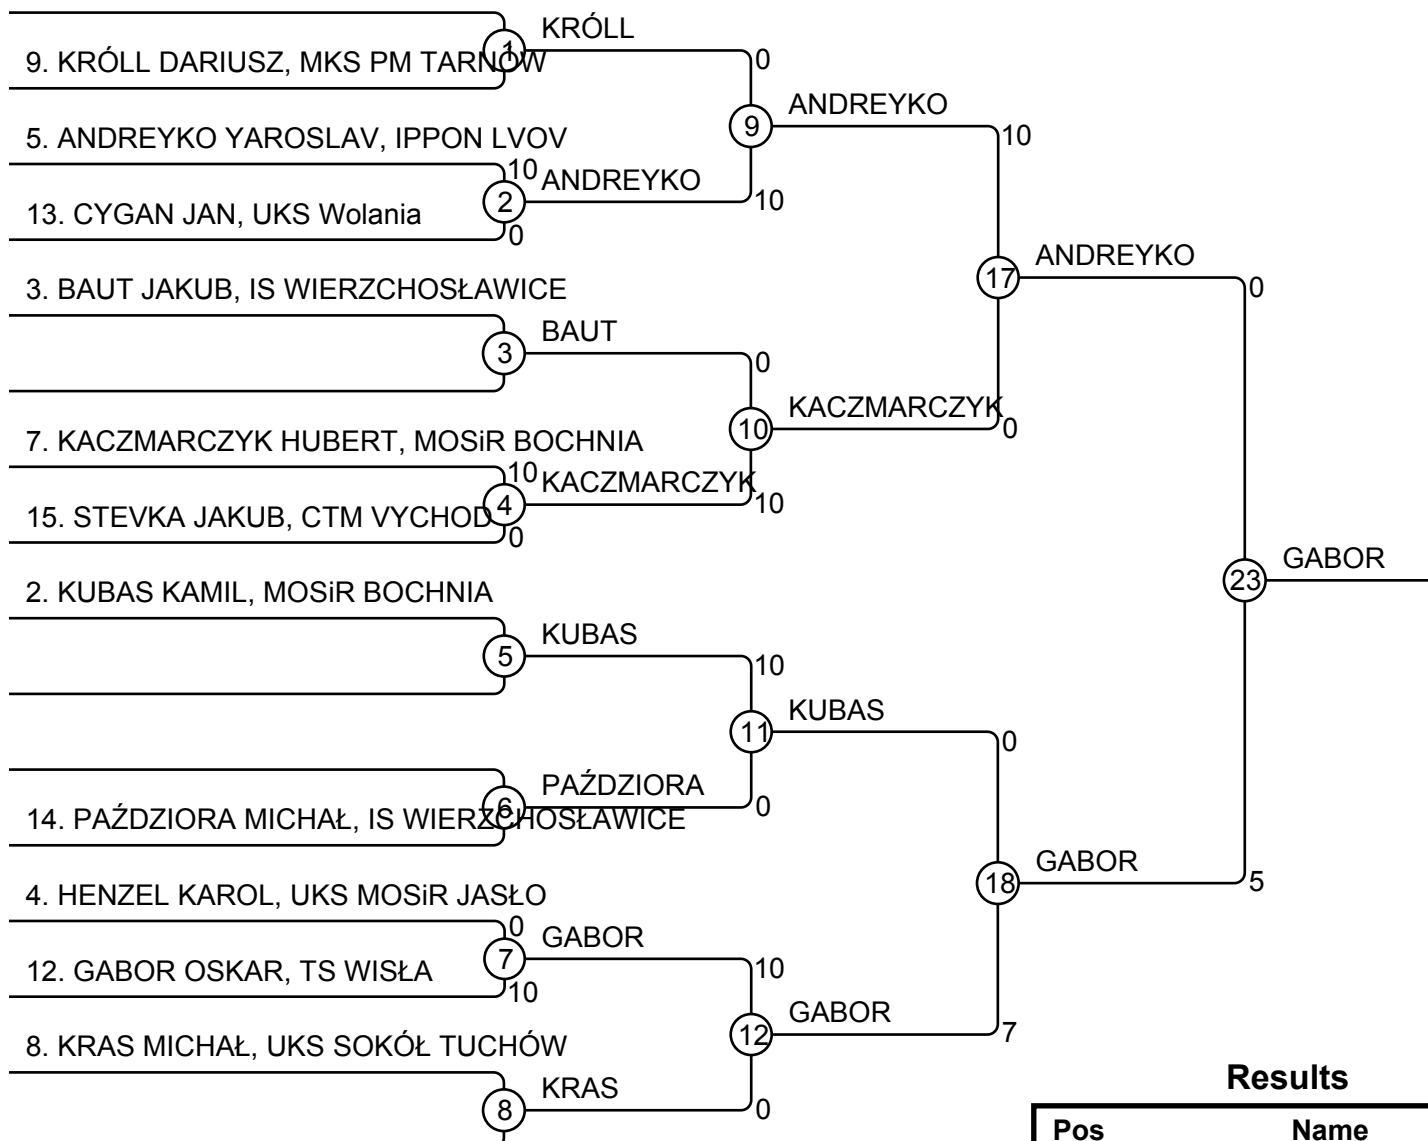 KRÓLL
1
9. KRÓLL DARIUSZ, MKS PM TARNÓW
0
ANDREYKO
9
10
5. ANDREYKO YAROSLAV, IPPON LVOV
10
ANDREYKO
2
10
13. CYGAN JAN, UKS Wolania
0
ANDREYKO
17
0
3. BAUT JAKUB, IS WIERZCHOSŁAWICE
BAUT
3
0
KACZMARCZYK
10
0
7. KACZMARCZYK HUBERT, MOSiR BOCHNIA
10
KACZMARCZYK
4
10
15. STEVKA JAKUB, CTM VYCHOD
0
GABOR
23
2. KUBAS KAMIL, MOSiR BOCHNIA
KUBAS
5
10
KUBAS
11
0
PAŹDZIORA
6
0
14. PAŹDZIORA MICHAŁ, IS WIERZCHOSŁAWICE
GABOR
18
5
4. HENZEL KAROL, UKS MOSiR JASŁO
0
GABOR
7
10
12. GABOR OSKAR, TS WISŁA
10
GABOR
12
7
8. KRAS MICHAŁ, UKS SOKÓŁ TUCHÓW
KRAS
8
0
Results
Pos Name